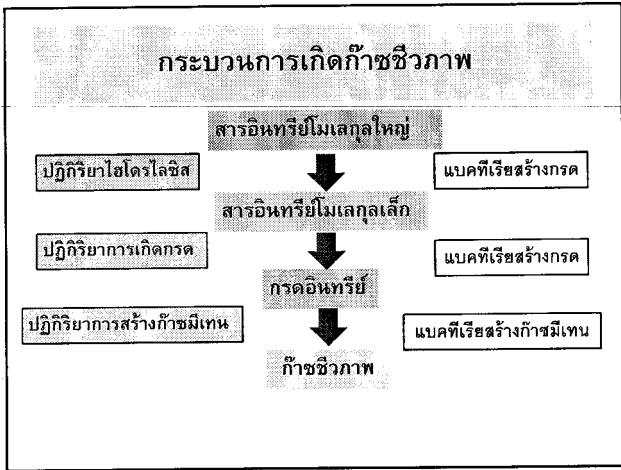 กระบวนการเกิดก๊าซชีวภาพ
สารอินทรีย์โมเลกุลใหญ่
ปฏิกิริยาไฮโดรไลซิส
แบคทีเรียสร้างกรด
สารอินทรีย์โมเลกุลเล็ก
ปฏิกิริยาการเกิดกรด
แบคทีเรียสร้างกรด
กรดอินทรีย์
ปฏิกิริยาการสร้างก๊าซมีเทน
แบคทีเรียสร้างก๊าซมีเทน
ก๊าซชีวภาพ